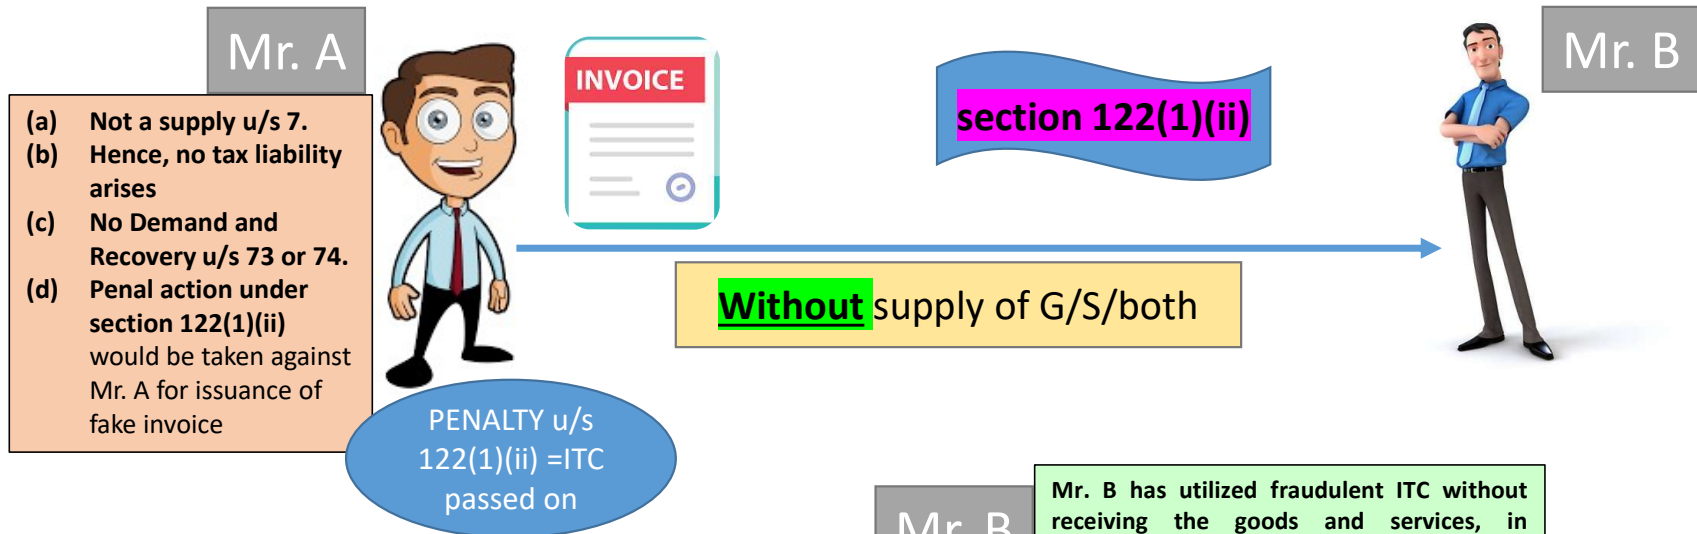 Mr. A
INVOICE
section 122(1)(ii)
Mr. B
(a) Not a supply u/s 7.
(b) Hence, no tax liability
arises
(c) No Demand and
Recovery u/s 73 or 74.
(d) Penal action under
section 122(1)(ii)
would be taken against
Mr. A for issuance of
fake invoice
Without supply of G/S/both
PENALTY u/s
122(1)(ii) =ITC
passed on
Mr. B
Mr. B has utilized fraudulent ITC without
receiving the goods and services, in